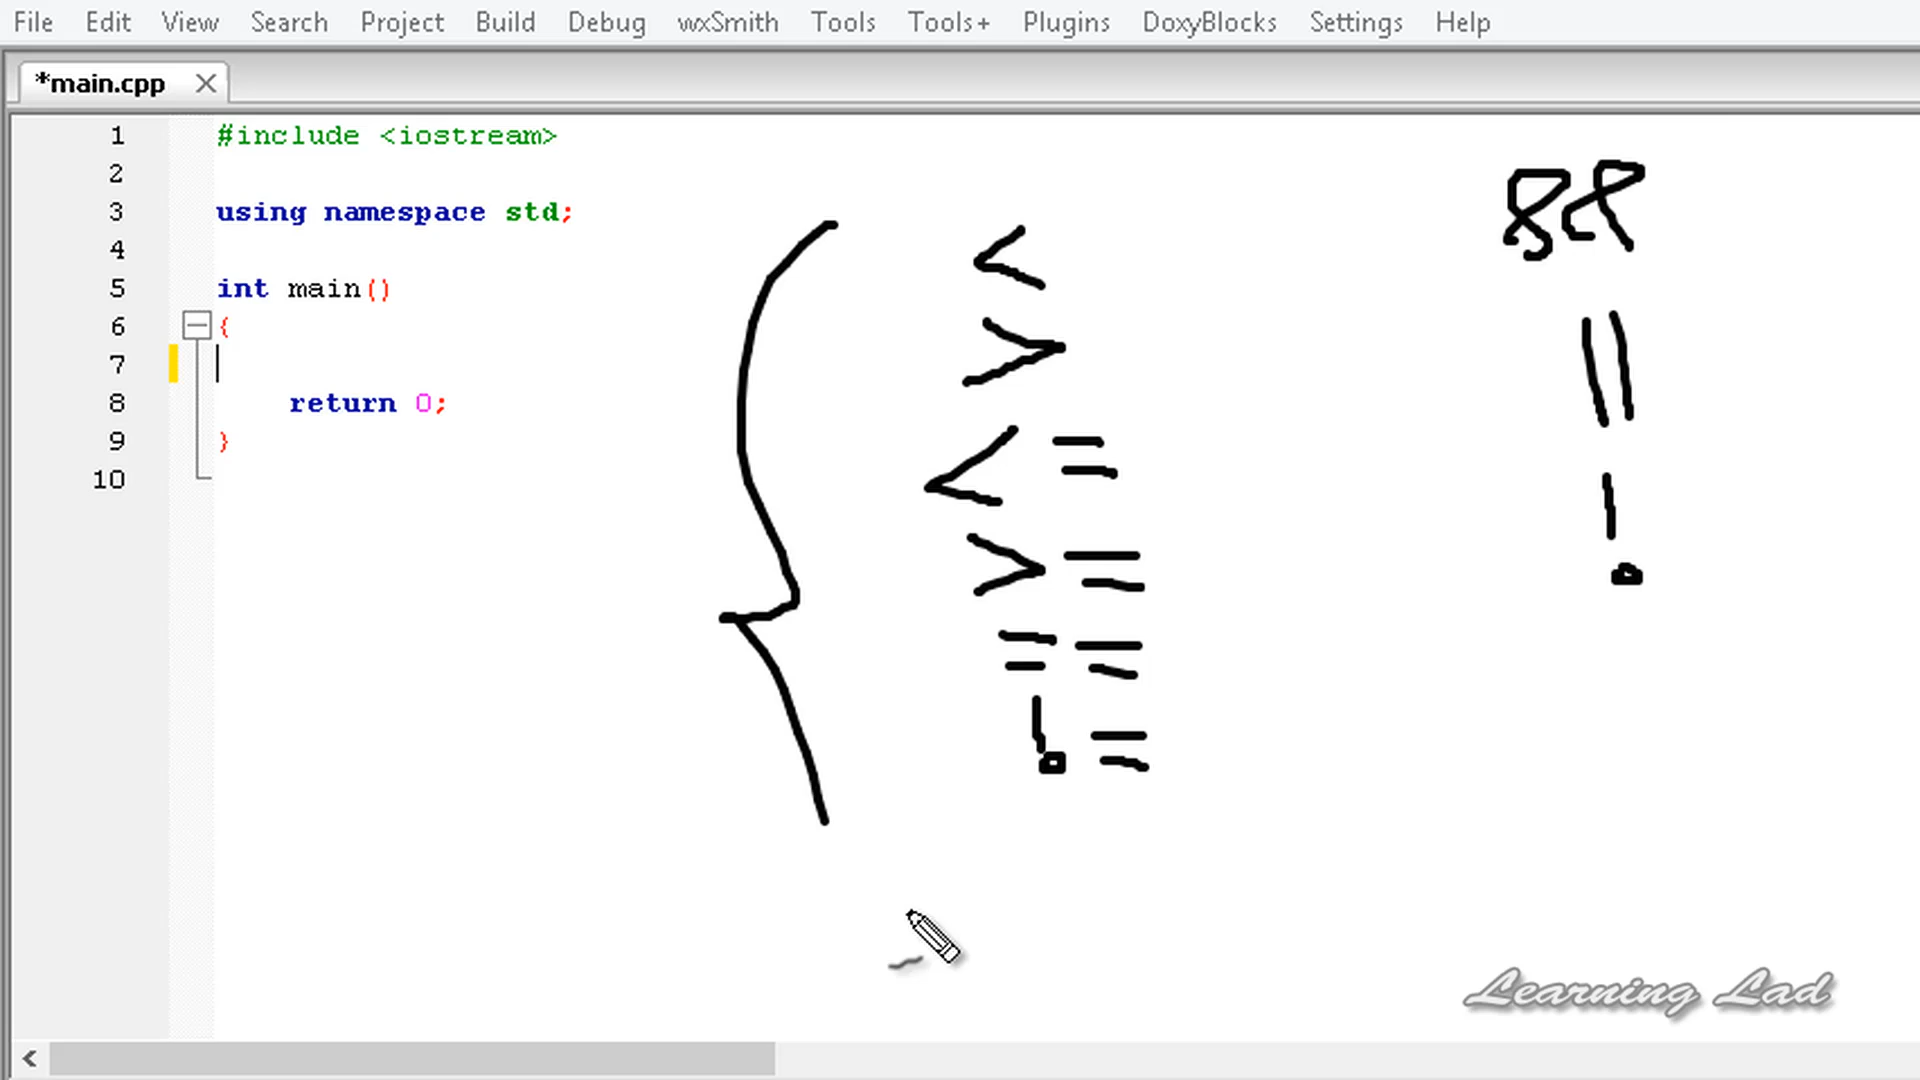 File Edit View Search Project Build Debug wxSmith Tools Tools+ Plugins DoxyBlocks Settings Help
*main.cpp
1 #include <iostream>
2
3 using namespace std;
4
5 int main()
6 {
7
8 return 0;
9 }
10
<
>
<=
>=
==
!=
&&
||
!
Learning Lad